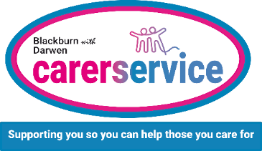 Blackburn with
Darwen
carerservice
Supporting you so you can help those you care for